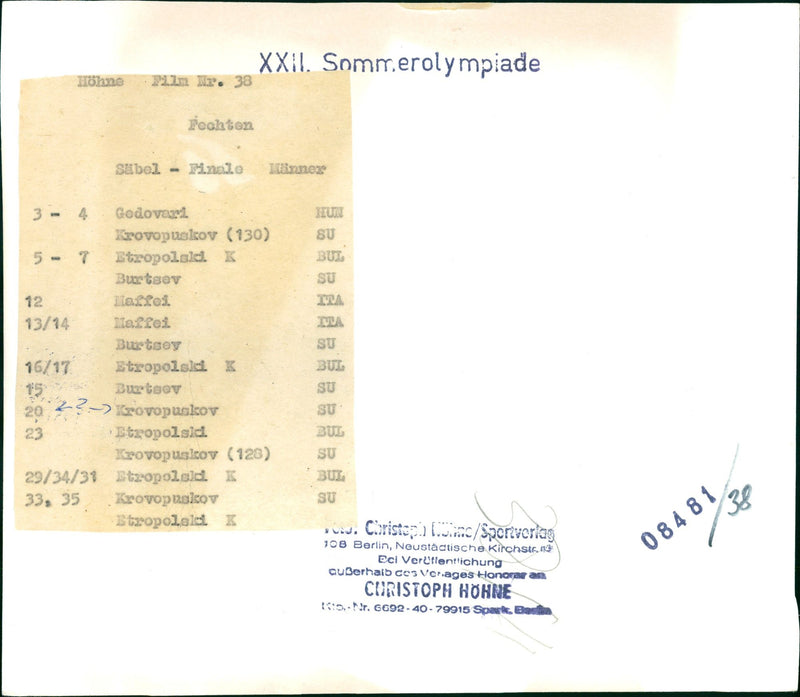 XXII. Sommerolympiade
Höhne Film Nr. 38
Fechten
Säbel - Finale Männer
3 - 4 Gedovari HUN
Krovopuskov (130) SU
5 - 7 Etropolski K BUL
Burtsev SU
12 Maffei ITA
13/14 Maffei ITA
Burtsev SU
16/17 Etropolski K BUL
15 Burtsev SU
20 ←?→ Krovopuskov SU
23 Etropolski BUL
Krovopuskov (128) SU
29/34/31 Etropolski K BUL
33, 35 Krovopuskov SU
Etropolski K
Foto: Christoph Höhne/Sportverlag
108 Berlin, Neustädtische Kirchstr.
Bei Veröffentlichung
außerhalb des Verlages Honorar an
CHRISTOPH HÖHNE
Kto.-Nr. 6692-40-79915 Spark. Berlin
08481/38